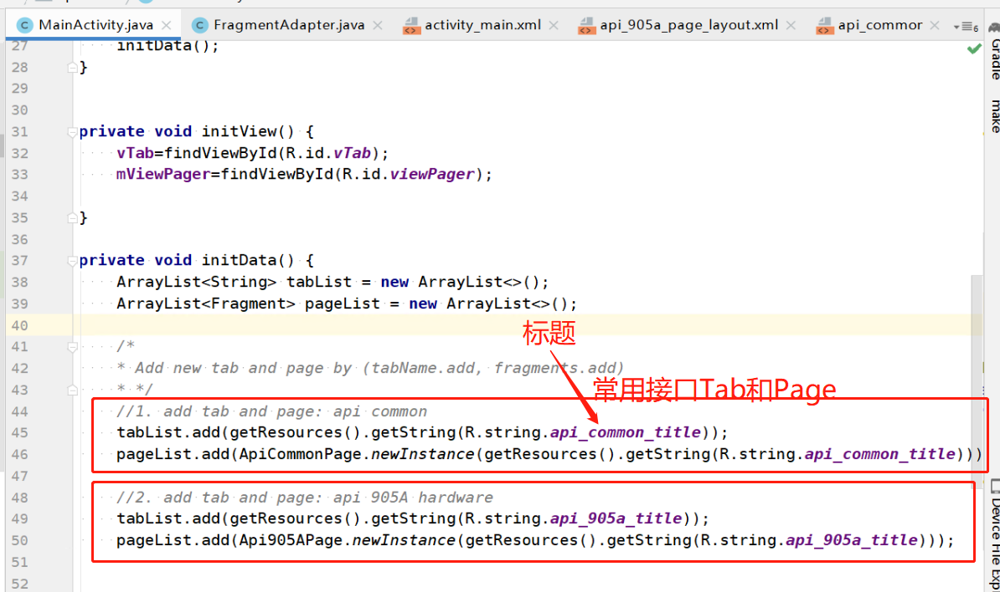 MainActivity.java FragmentAdapter.java activity_main.xml api_905a_page_layout.xml api_commor 6
27 initData();
28 }
29
30
31 private void initView() {
32 vTab=findViewById(R.id.vTab);
33 mViewPager=findViewById(R.id.viewPager);
34
35 }
36
37 private void initData() {
38 ArrayList<String> tabList = new ArrayList<>();
39 ArrayList<Fragment> pageList = new ArrayList<>();
40
标题
41 /*
42 * Add new tab and page by (tabName.add, fragments.add)
常用接口Tab和Page
43 * */
44 //1. add tab and page: api common
45 tabList.add(getResources().getString(R.string.api_common_title));
46 pageList.add(ApiCommonPage.newInstance(getResources().getString(R.string.api_common_title)))
47
48 //2. add tab and page: api 905A hardware
49 tabList.add(getResources().getString(R.string.api_905a_title));
50 pageList.add(Api905APage.newInstance(getResources().getString(R.string.api_905a_title)));
51
52
Gradle
make
Device File Exp